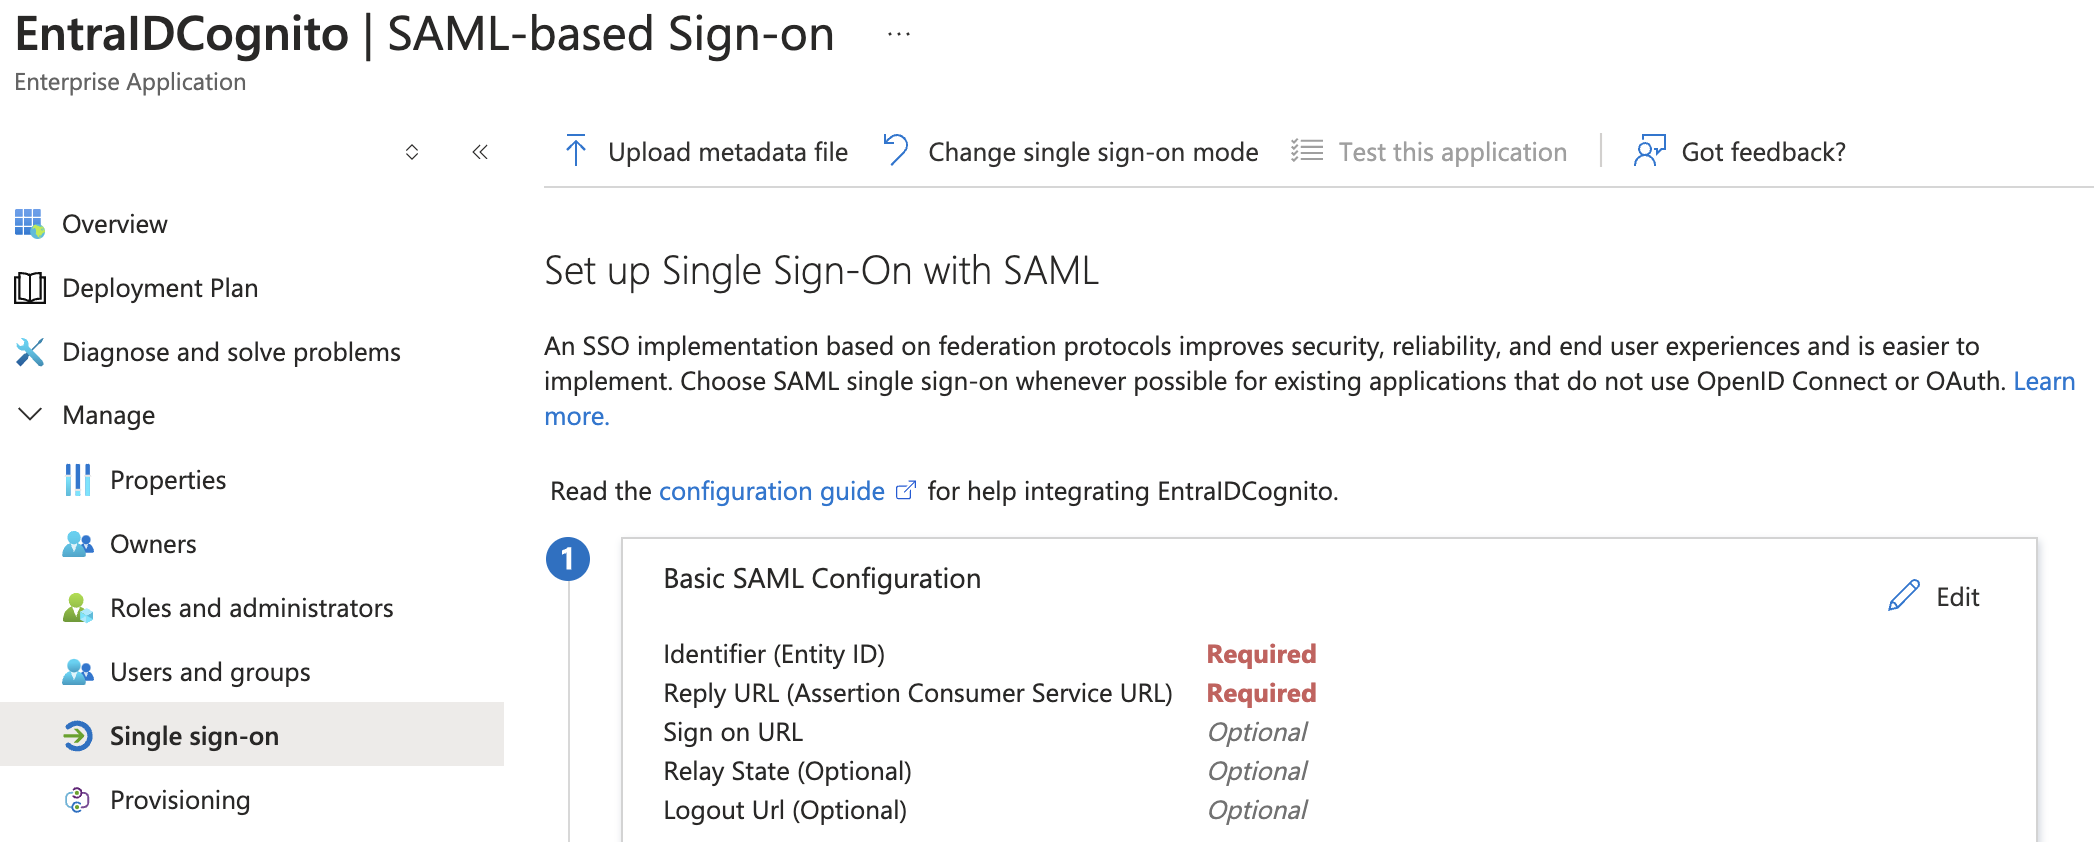 EntraIDCognito | SAML-based Sign-on ...
Enterprise Application
Upload metadata file Change single sign-on mode Test this application Got feedback?
Overview
Deployment Plan
Diagnose and solve problems
Manage
Properties
Owners
Roles and administrators
Users and groups
Single sign-on
Provisioning
Set up Single Sign-On with SAML
An SSO implementation based on federation protocols improves security, reliability, and end user experiences and is easier to
implement. Choose SAML single sign-on whenever possible for existing applications that do not use OpenID Connect or OAuth. Learn
more.
Read the configuration guide for help integrating EntraIDCognito.
1
Basic SAML Configuration
Edit
Identifier (Entity ID) Required
Reply URL (Assertion Consumer Service URL) Required
Sign on URL Optional
Relay State (Optional) Optional
Logout Url (Optional) Optional